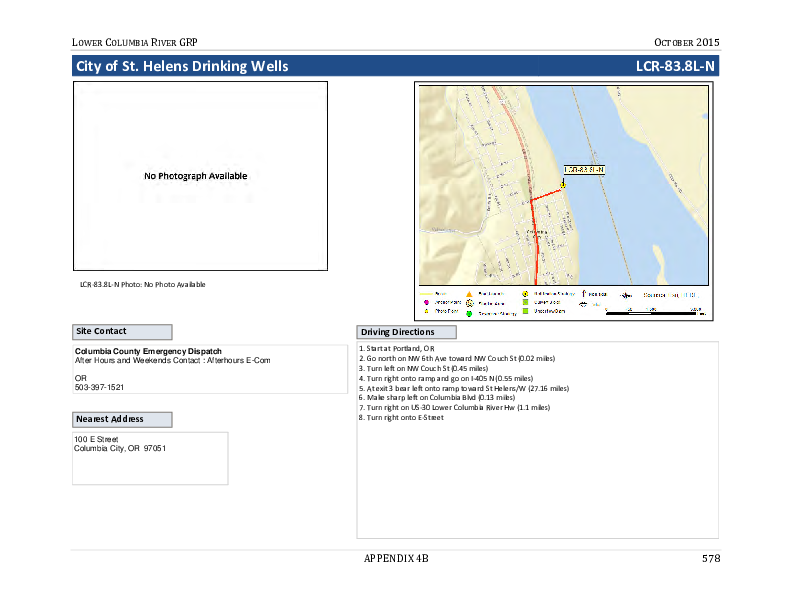 LOWER COLUMBIA RIVER GRP
OCTOBER 2015
City of St. Helens Drinking Wells
LCR-83.8L-N
No Photograph Available
LCR-83.8L-N
LCR-83.8L-N Photo: No Photo Available
Site Contact
Columbia County Emergency Dispatch
After Hours and Weekends Contact : Afterhours E-Com
OR
503-397-1521
Nearest Address
100 E Street
Columbia City, OR 97051
Driving Directions
1. Start at Portland, OR
2. Go north on NW 6th Ave toward NW Couch St (0.02 miles)
3. Turn left on NW Couch St (0.45 miles)
4. Turn right onto ramp and go on I-405 N (0.55 miles)
5. At exit 3 bear left onto ramp toward St Helens/W (27.16 miles)
6. Make sharp left on Columbia Blvd (0.13 miles)
7. Turn right on US-30 Lower Columbia River Hw (1.1 miles)
8. Turn right onto E-Street
APPENDIX 4B
578